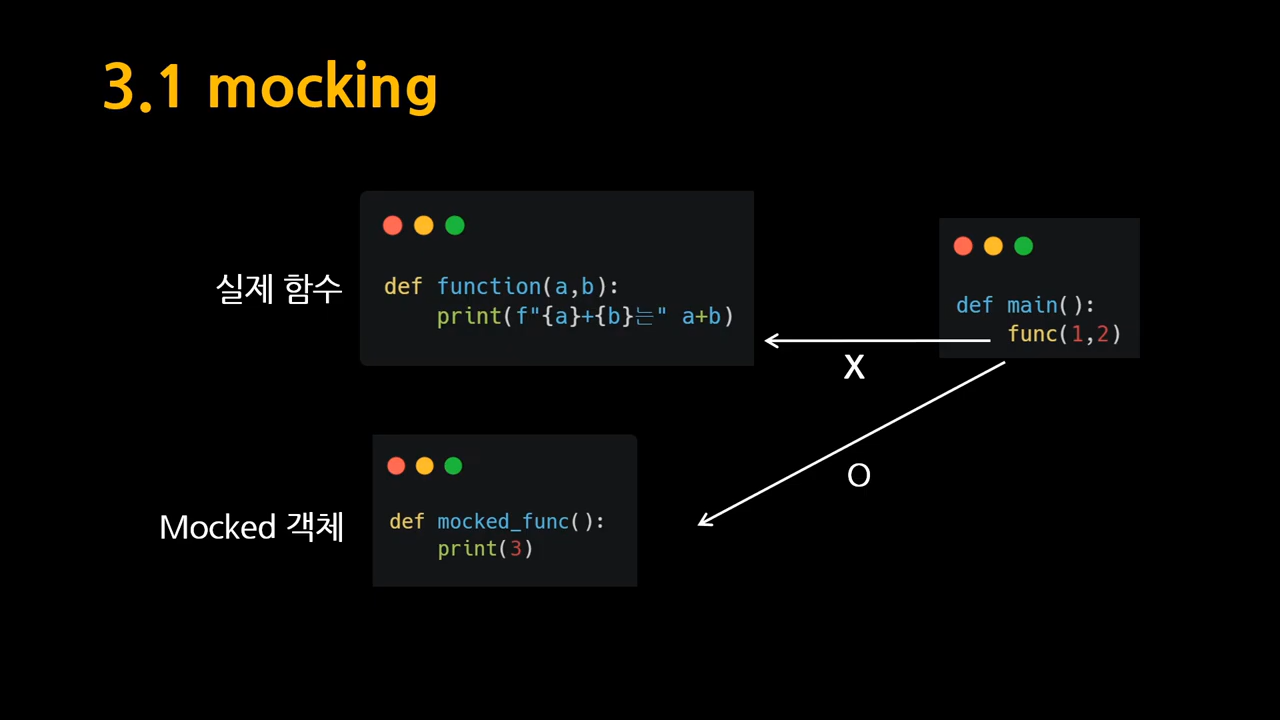 3.1 mocking
실제 함수
def function(a,b):
print(f"{a}+{b}는" a+b)
def main():
func(1,2)
X
O
Mocked 객체
def mocked_func():
print(3)